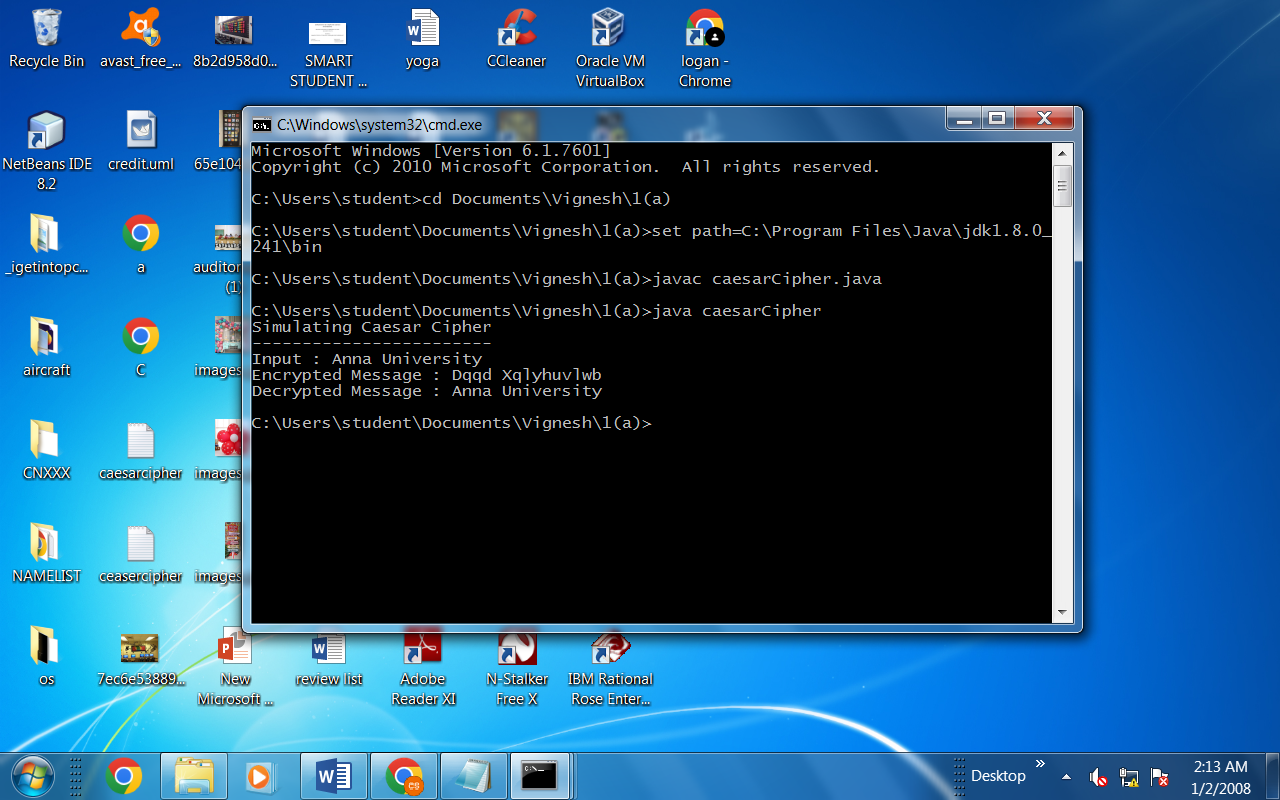 Recycle Bin
avast_free_...
8b2d958d0...
SMART
STUDENT ...
yoga
CCleaner
Oracle VM
VirtualBox
logan -
Chrome
NetBeans IDE
8.2
credit.uml
65e104
_igetintopc...
a
auditor
(1)
aircraft
C
images
CNXXX
caesarcipher
images
NAMELIST
ceasercipher
images
os
7ec6e53889...
New
Microsoft ...
review list
Adobe
Reader XI
N-Stalker
Free X
IBM Rational
Rose Enter...
C:\Windows\system32\cmd.exe
Microsoft Windows [Version 6.1.7601]
Copyright (c) 2010 Microsoft Corporation.  All rights reserved.
C:\Users\student>cd Documents\Vignesh\1(a)
C:\Users\student\Documents\Vignesh\1(a)>set path=C:\Program Files\Java\jdk1.8.0_
241\bin
C:\Users\student\Documents\Vignesh\1(a)>javac caesarCipher.java
C:\Users\student\Documents\Vignesh\1(a)>java caesarCipher
Simulating Caesar Cipher
------------------------
Input : Anna University
Encrypted Message : Dqqd Xqlyhuvlwb
Decrypted Message : Anna University
C:\Users\student\Documents\Vignesh\1(a)>
Desktop
2:13 AM
1/2/2008